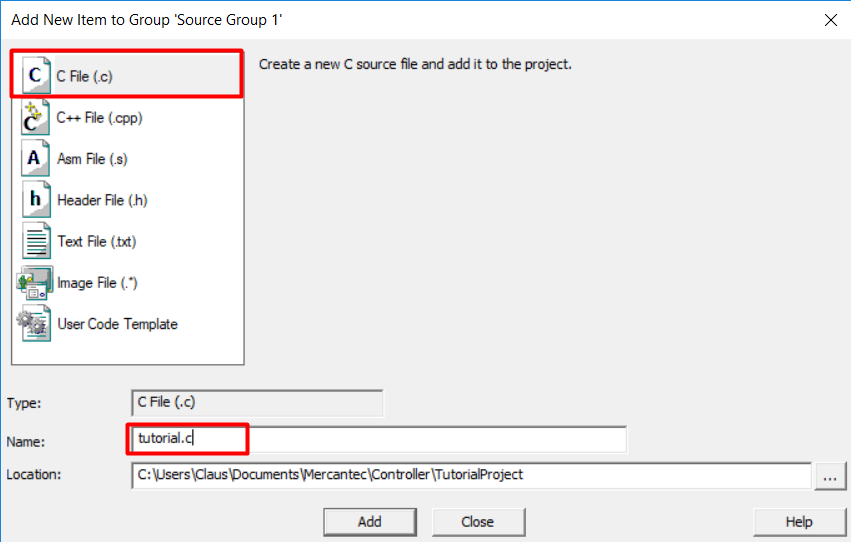 Add New Item to Group 'Source Group 1'
C File (.c)
Create a new C source file and add it to the project.
C++ File (.cpp)
Asm File (.s)
Header File (.h)
Text File (.txt)
Image File (.*)
User Code Template
Type:
C File (.c)
Name:
tutorial.c
Location:
C:\Users\Claus\Documents\Mercantec\Controller\TutorialProject
...
Add
Close
Help